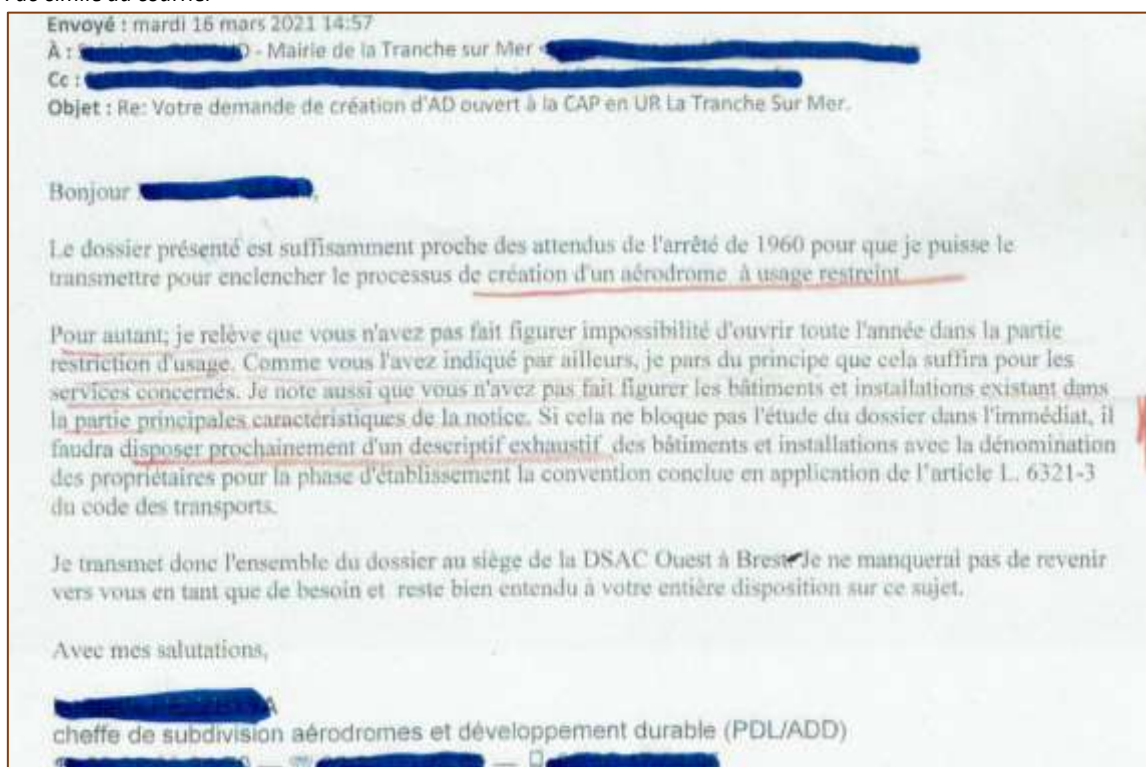 Envoyé : mardi 16 mars 2021 14:57
À : - Mairie de la Tranche sur Mer
Cc :
Objet : Re: Votre demande de création d'AD ouvert à la CAP en UR La Tranche Sur Mer.
Bonjour
Le dossier présenté est suffisamment proche des attendus de l'arrêté de 1960 pour que je puisse le
transmettre pour enclencher le processus de création d'un aérodrome à usage restreint
Pour autant; je relève que vous n'avez pas fait figurer impossibilité d'ouvrir toute l'année dans la partie
restriction d'usage. Comme vous l'avez indiqué par ailleurs, je pars du principe que cela suffira pour les
services concernés. Je note aussi que vous n'avez pas fait figurer les bâtiments et installations existant dans
la partie principales caractéristiques de la notice. Si cela ne bloque pas l'étude du dossier dans l'immédiat, il
faudra disposer prochainement d'un descriptif exhaustif des bâtiments et installations avec la dénomination
des propriétaires pour la phase d'établissement la convention conclue en application de l'article L. 6321-3
du code des transports.
Je transmet donc l'ensemble du dossier au siège de la DSAC Ouest à Brest Je ne manquerai pas de revenir
vers vous en tant que de besoin et reste bien entendu à votre entière disposition sur ce sujet.
Avec mes salutations,
cheffe de subdivision aérodromes et développement durable (PDL/ADD)